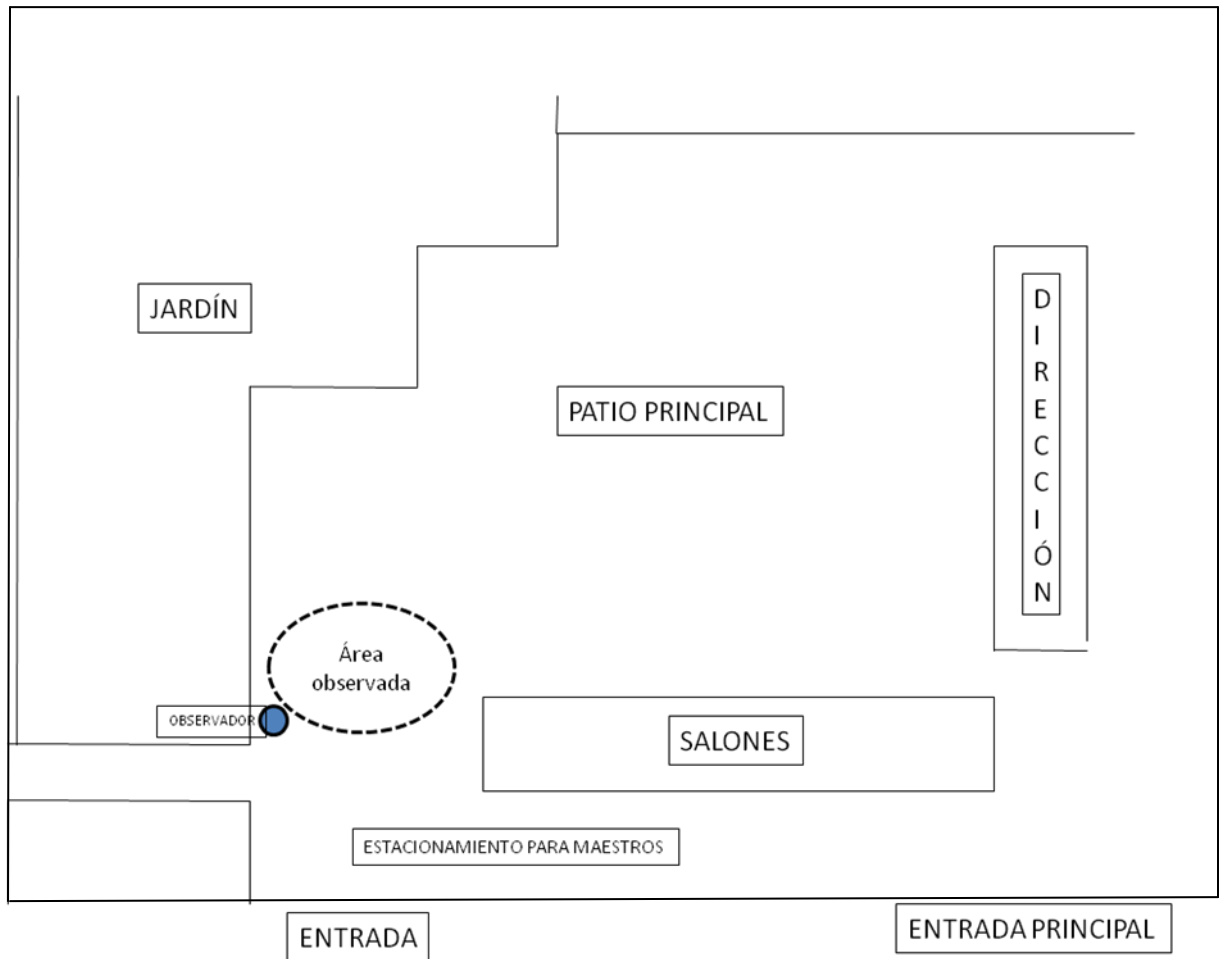 JARDÍN
PATIO PRINCIPAL
D
I
R
E
C
C
I
Ó
N
Área
observada
OBSERVADOR
SALONES
ESTACIONAMIENTO PARA MAESTROS
ENTRADA
ENTRADA PRINCIPAL